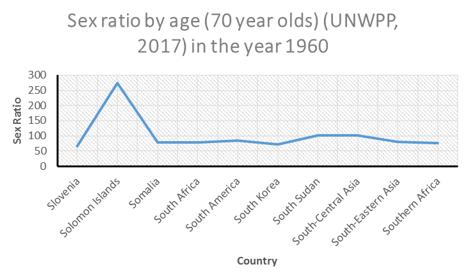 Sex ratio by age (70 year olds) (UNWPP,
2017) in the year 1960
300
250
200
150
100
50
0
Sex Ratio
Slovenia
Solomon Islands
Somalia
South Africa
South America
South Korea
South Sudan
South-Central Asia
South-Eastern Asia
Southern Africa
Country